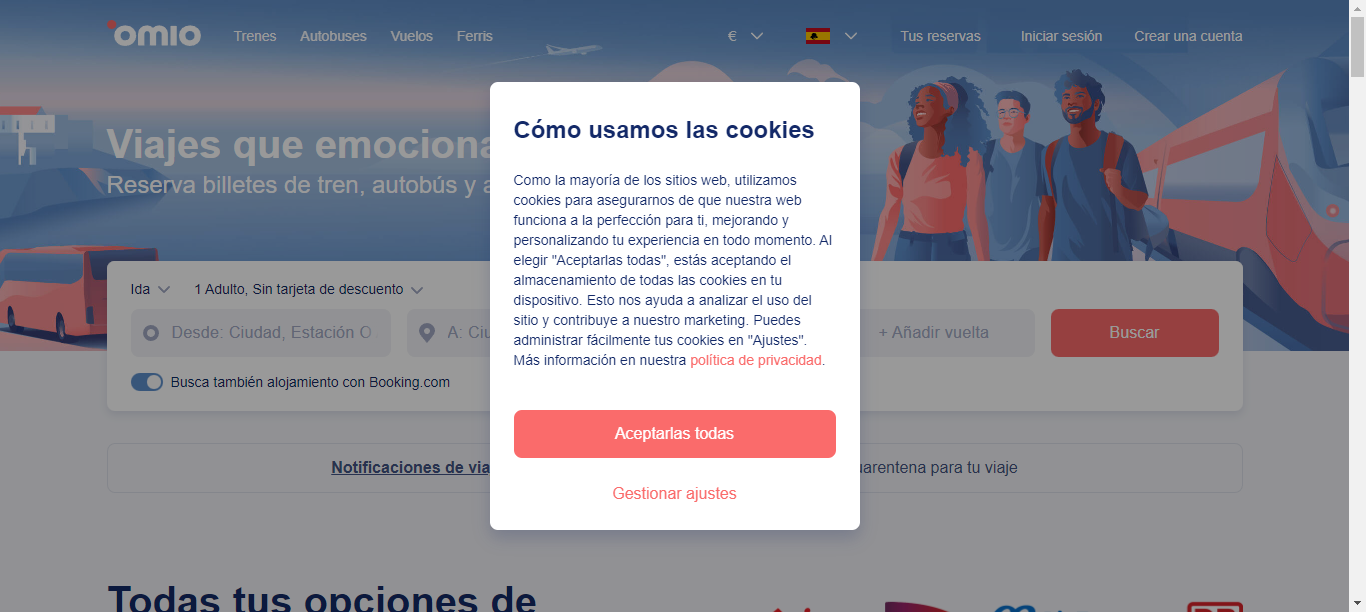 omio
Trenes Autobuses Vuelos Ferris € Tus reservas Iniciar sesión Crear una cuenta
Viajes que emociona
Reserva billetes de tren, autobús y a
Cómo usamos las cookies
Como la mayoría de los sitios web, utilizamos
cookies para asegurarnos de que nuestra web
funciona a la perfección para ti, mejorando y
personalizando tu experiencia en todo momento. Al
elegir "Aceptarlas todas", estás aceptando el
almacenamiento de todas las cookies en tu
dispositivo. Esto nos ayuda a analizar el uso del
sitio y contribuye a nuestro marketing. Puedes
administrar fácilmente tus cookies en "Ajustes".
Más información en nuestra política de privacidad.
Aceptarlas todas
Gestionar ajustes
Ida 1 Adulto, Sin tarjeta de descuento
Desde: Ciudad, Estación O A: Ciu + Añadir vuelta Buscar
Busca también alojamiento con Booking.com
Notificaciones de via uarentena para tu viaje
Todas tus opciones de